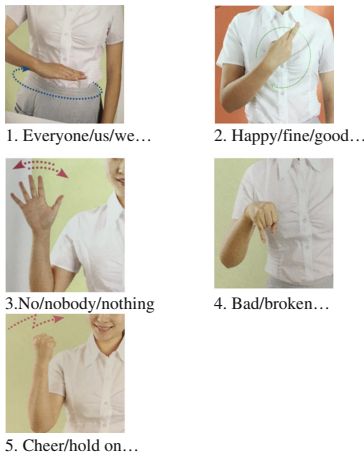 1. Everyone/us/we…
2. Happy/fine/good…
3.No/nobody/nothing
4. Bad/broken…
5. Cheer/hold on…